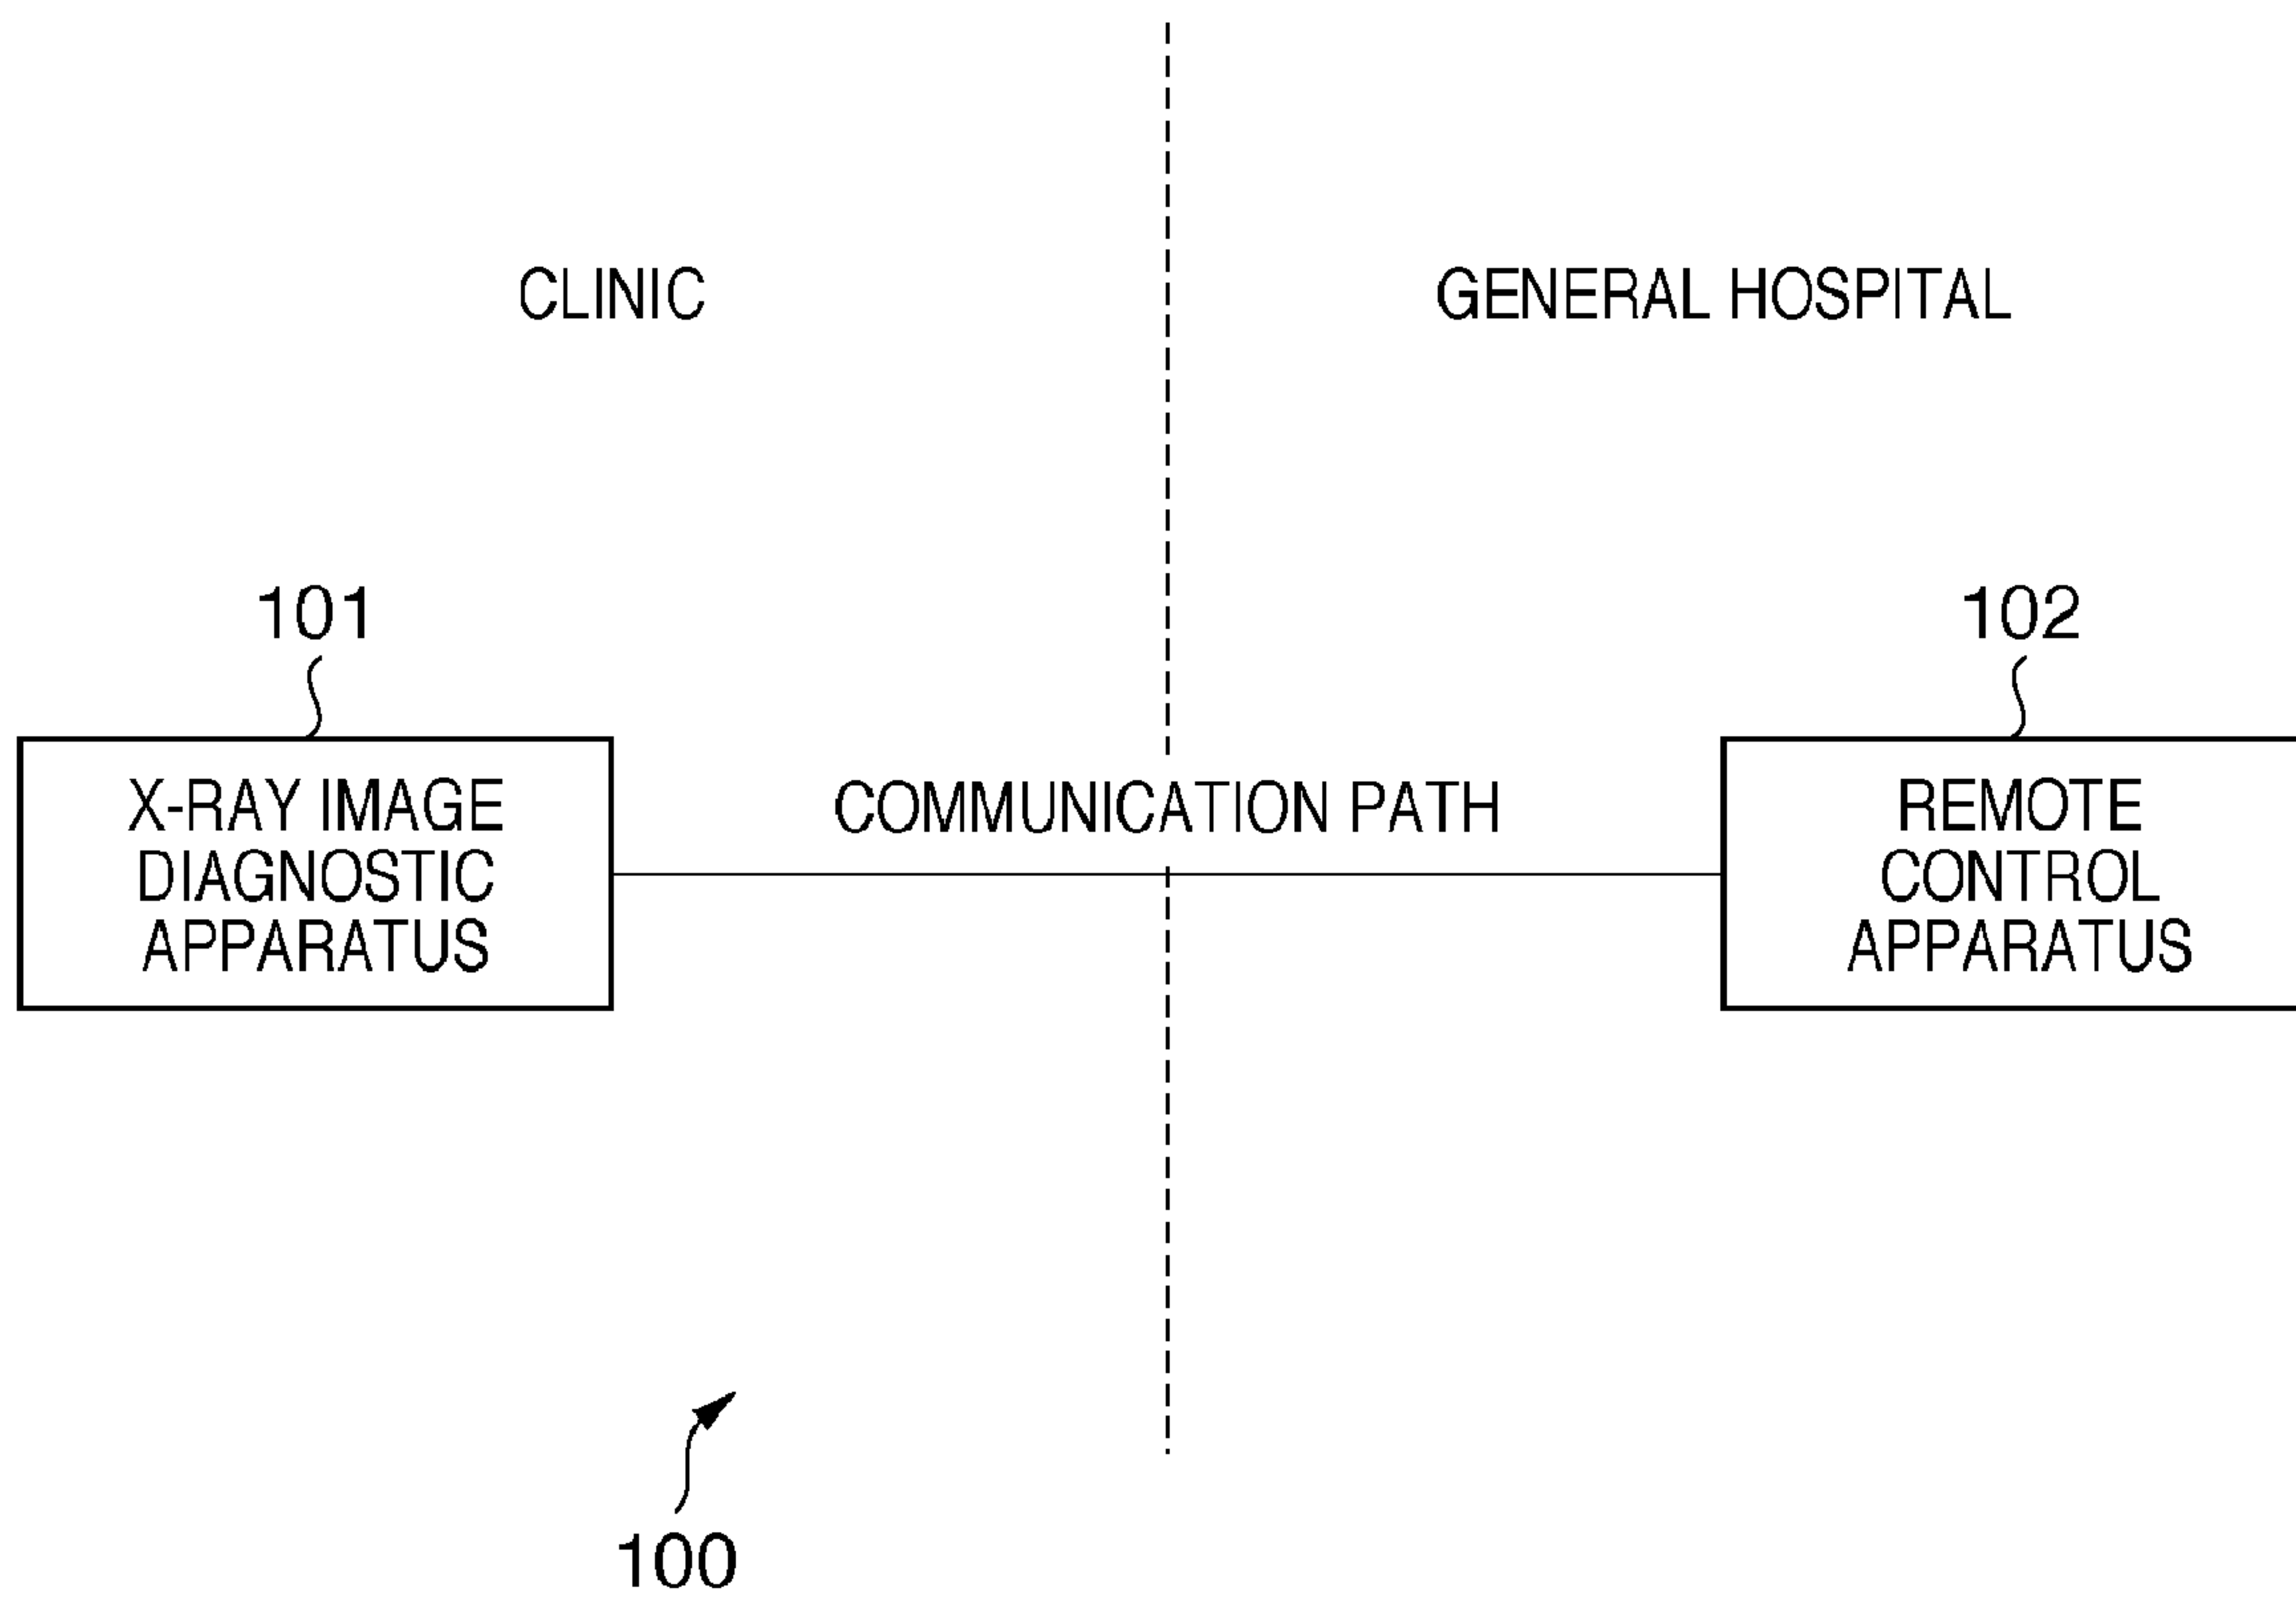 CLINIC
GENERAL HOSPITAL
101
102
X-RAY IMAGE
DIAGNOSTIC
APPARATUS
COMMUNICATION PATH
REMOTE
CONTROL
APPARATUS
100